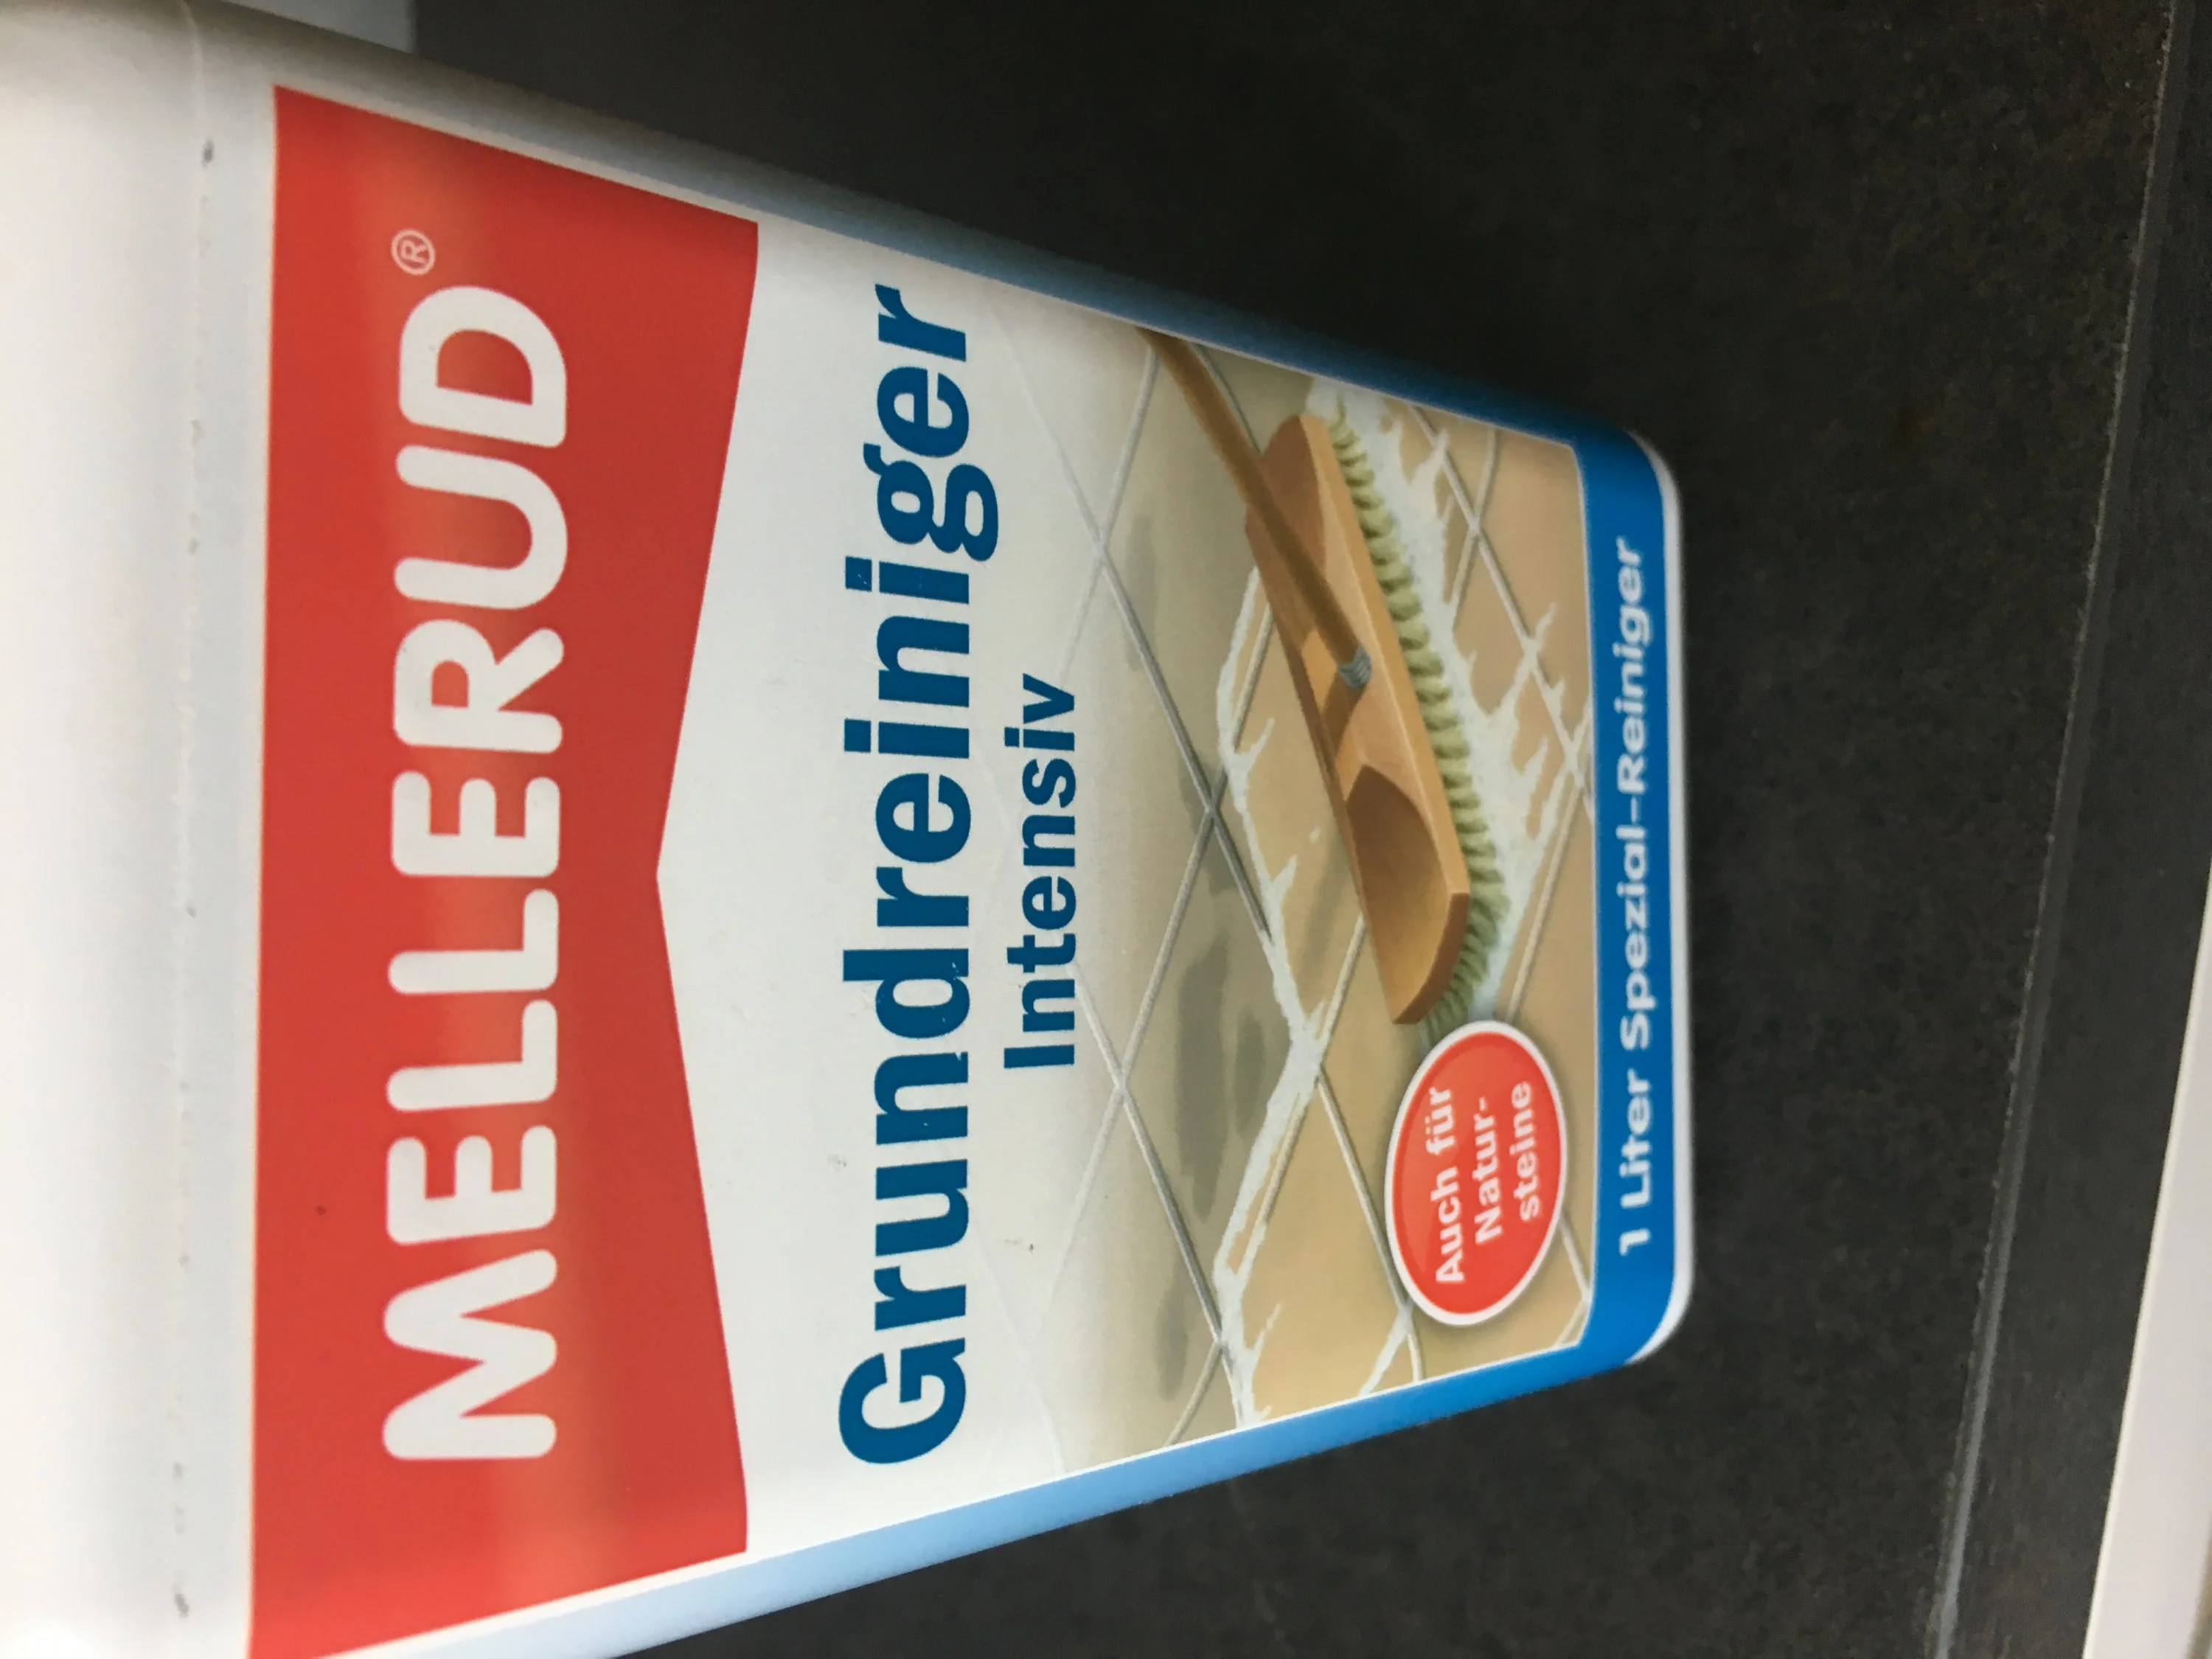 MELLERUD®
Grundreiniger
Intensiv
Auch für
Natur-
steine
1 Liter Spezial-Reiniger